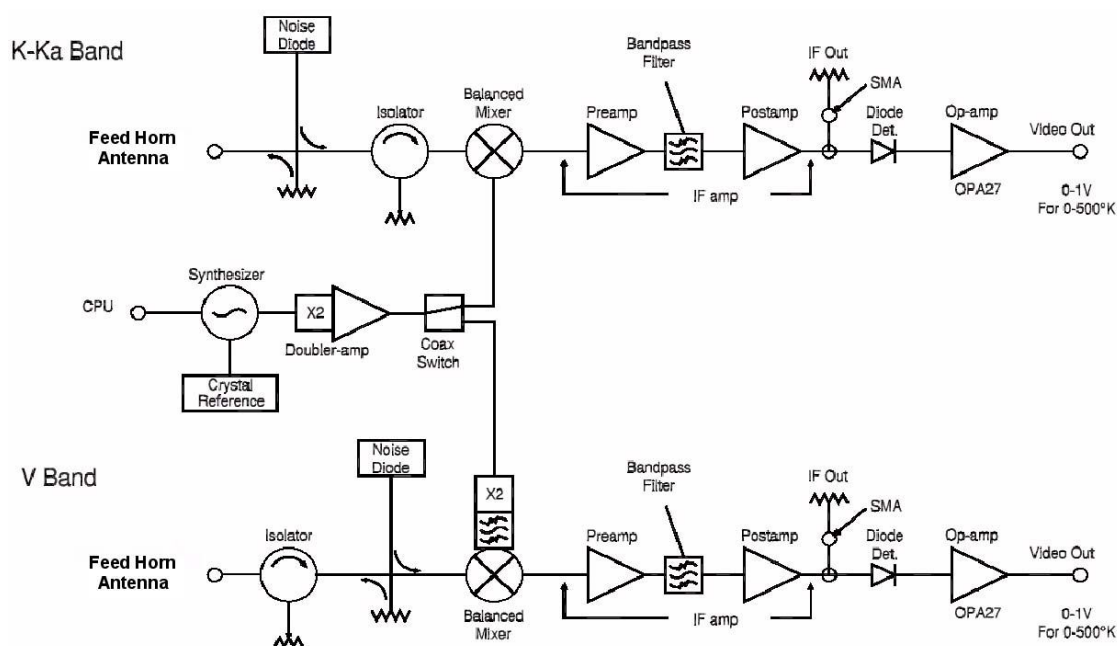 K-Ka Band
Noise
Diode
Feed Horn
Antenna
Isolator
Balanced
Mixer
Preamp
Bandpass
Filter
Postamp
IF Out
SMA
Diode
Det.
Op-amp
Video Out
IF amp
OPA27
0-1V
For 0-500°K
CPU
Synthesizer
X2
Doubler-amp
Coax
Switch
Crystal
Reference
V Band
Noise
Diode
Feed Horn
Antenna
Isolator
X2
Balanced
Mixer
Preamp
Bandpass
Filter
Postamp
IF Out
SMA
Diode
Det.
Op-amp
Video Out
IF amp
OPA27
0-1V
For 0-500°K